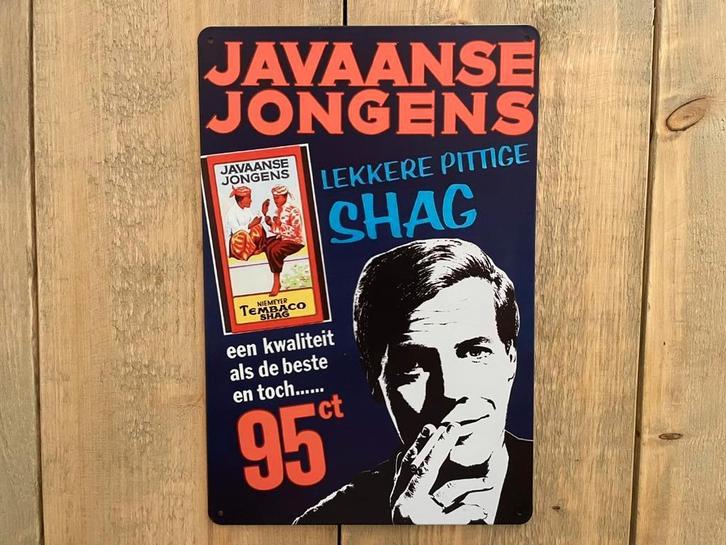 JAVAANSE
JONGENS
LEKKERE PITTIGE
SHAG
JAVAANSE
JONGENS
NIEMEYER
TEMBACO
SHAG
een kwaliteit
als de beste
en toch......
95ct